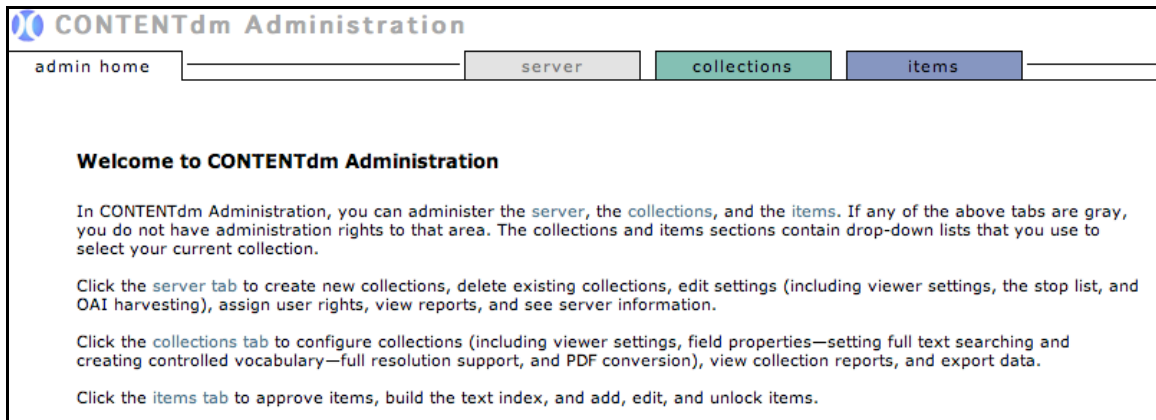 CONTENTdm Administration
admin home server collections items
Welcome to CONTENTdm Administration
In CONTENTdm Administration, you can administer the server, the collections, and the items. If any of the above tabs are gray,
you do not have administration rights to that area. The collections and items sections contain drop-down lists that you use to
select your current collection.
Click the server tab to create new collections, delete existing collections, edit settings (including viewer settings, the stop list, and
OAI harvesting), assign user rights, view reports, and see server information.
Click the collections tab to configure collections (including viewer settings, field properties—setting full text searching and
creating controlled vocabulary—full resolution support, and PDF conversion), view collection reports, and export data.
Click the items tab to approve items, build the text index, and add, edit, and unlock items.